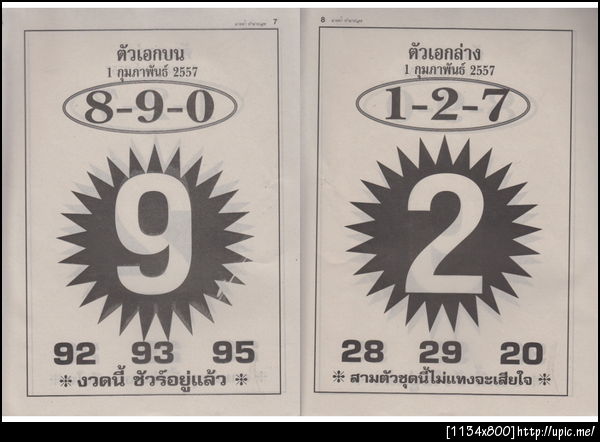 7
ตัวเอกบน
1 กุมภาพันธ์ 2557
8-9-0
9
92 93 95
❊ งวดนี้ ชัวร์อยู่แล้ว ❊
8
ตัวเอกล่าง
1 กุมภาพันธ์ 2557
1-2-7
2
28 29 20
❊ สามตัวชุดนี้ไม่แทงจะเสียใจ ❊
[1134x800]http://upic.me/